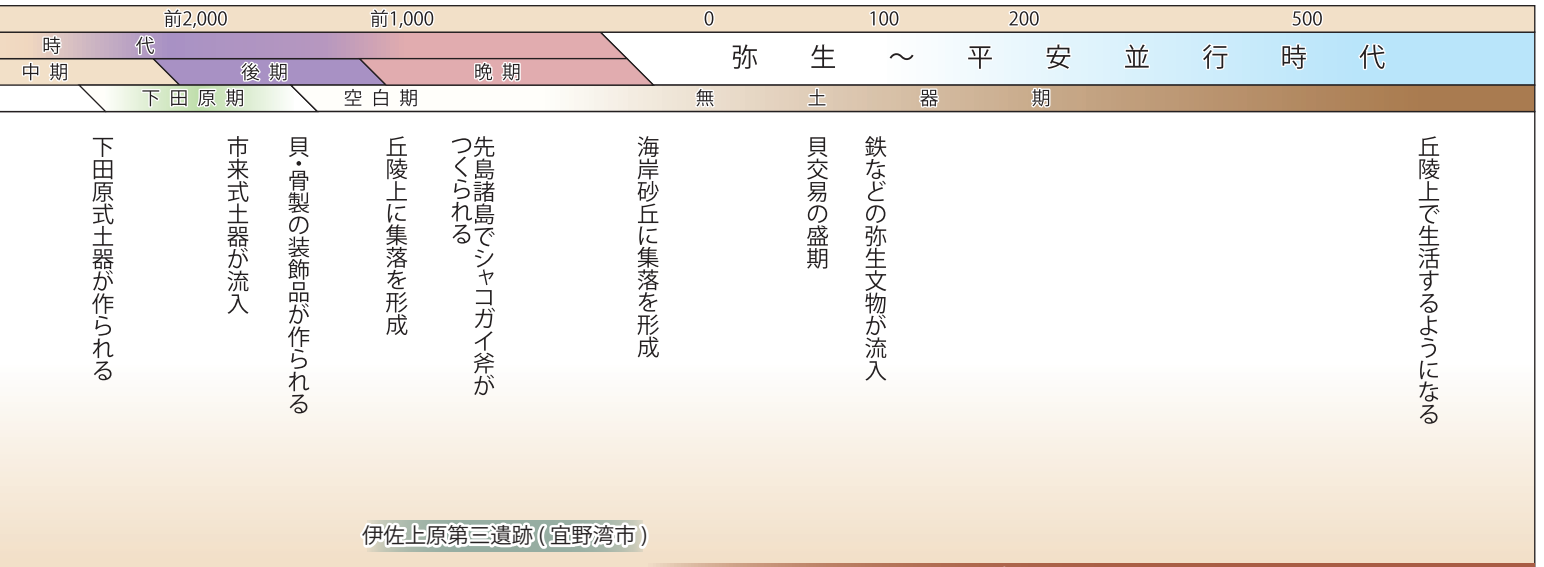 前2,000 前1,000 0 100 200 500
時代
弥生～平安並行時代
中期 後期 晩期
下田原期 空白期 無土器期
下田原式土器が作られる
市来式土器が流入
貝・骨製の装飾品が作られる
丘陵上に集落を形成
先島諸島でシャコガイ斧が
つくられる
海岸砂丘に集落を形成
貝交易の盛期
鉄などの弥生文物が流入
丘陵上で生活するようになる
伊佐上原第三遺跡 ( 宜野湾市 )